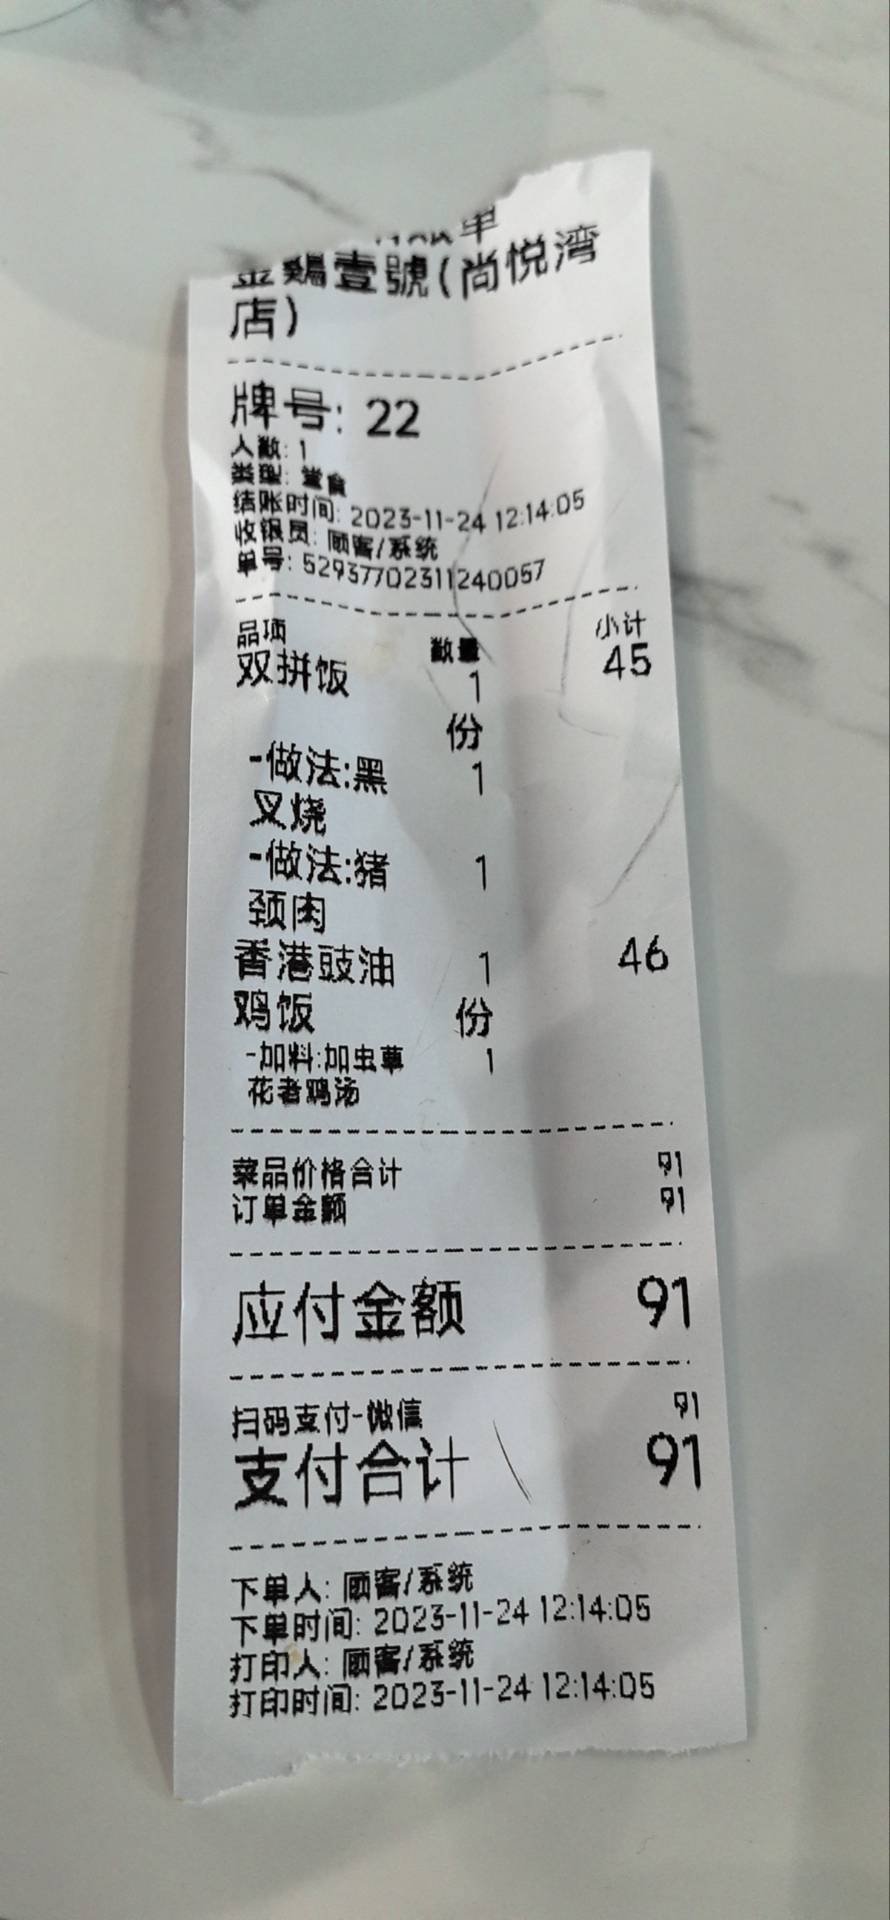 账单
金鷄壹號(尚悦湾
店)
牌号: 22
人数: 1
类型: 堂食
结账时间: 2023-11-24 12:14:05
收银员: 顾客/系统
单号: 52937702311240057
品项 数量 小计
双拼饭 1 45
份
-做法:黑 1
叉烧
-做法:猪 1
颈肉
香港豉油 1 46
鸡饭 份
-加料:加虫草 1
花老鸡汤
菜品价格合计 91
订单金额 91
应付金额 91
扫码支付-微信 91
支付合计 91
下单人: 顾客/系统
下单时间: 2023-11-24 12:14:05
打印人: 顾客/系统
打印时间: 2023-11-24 12:14:05